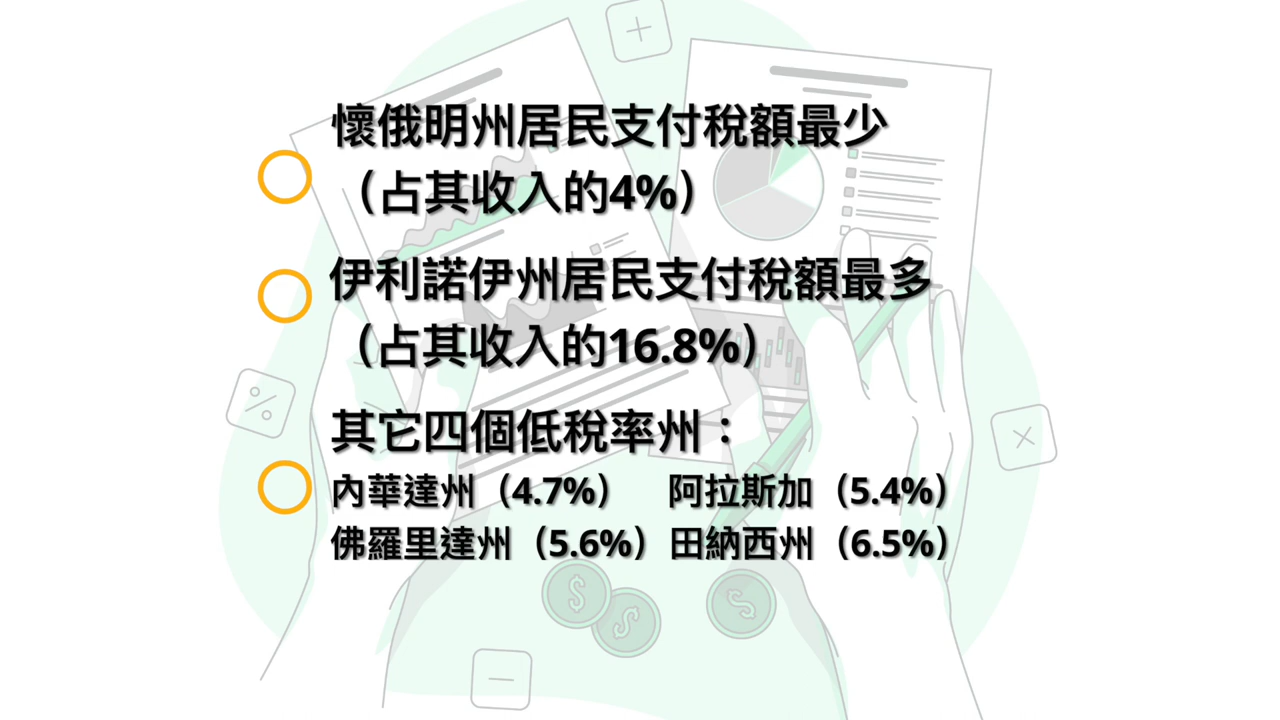 懷俄明州居民支付稅額最少
（占其收入的4%）
伊利諾伊州居民支付稅額最多
（占其收入的16.8%）
其它四個低稅率州：
內華達州（4.7%） 阿拉斯加（5.4%）
佛羅里達州（5.6%） 田納西州（6.5%）